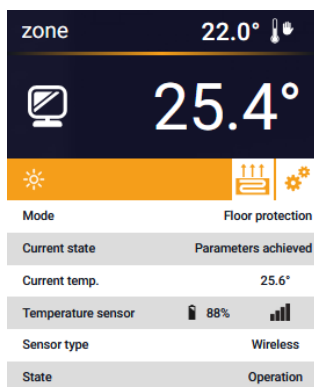 zone 22.0°
25.4°
Mode Floor protection
Current state Parameters achieved
Current temp. 25.6°
Temperature sensor 88%
Sensor type Wireless
State Operation